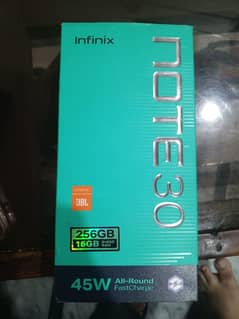 Infinix
NOTE 30
JBL
256GB
16GB
45W All-Round
FastCharge